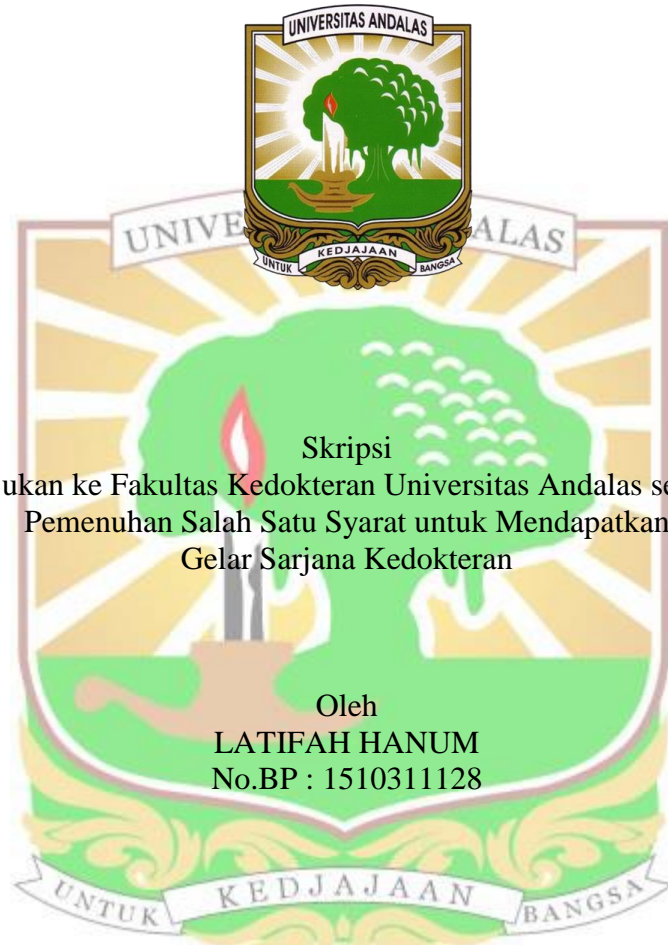 UNIVERSITAS ANDALAS
UNTUK KEDJAJAAN BANGSA
UNIVE ALAS
Skripsi
ukan ke Fakultas Kedokteran Universitas Andalas se
Pemenuhan Salah Satu Syarat untuk Mendapatkan
Gelar Sarjana Kedokteran
Oleh
LATIFAH HANUM
No.BP : 1510311128
UNTUK KEDJAJAAN BANGSA